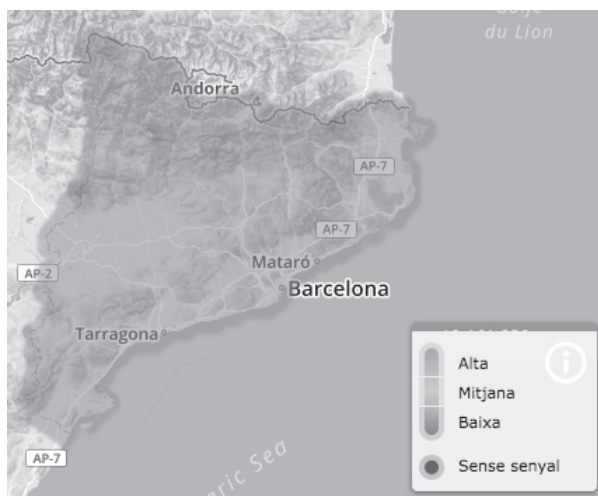 du Lion
Andorra
AP-7
AP-7
Mataró
AP-2
Barcelona
Tarragona
Alta
Mitjana
Baixa
Sense senyal
AP-7
Sea